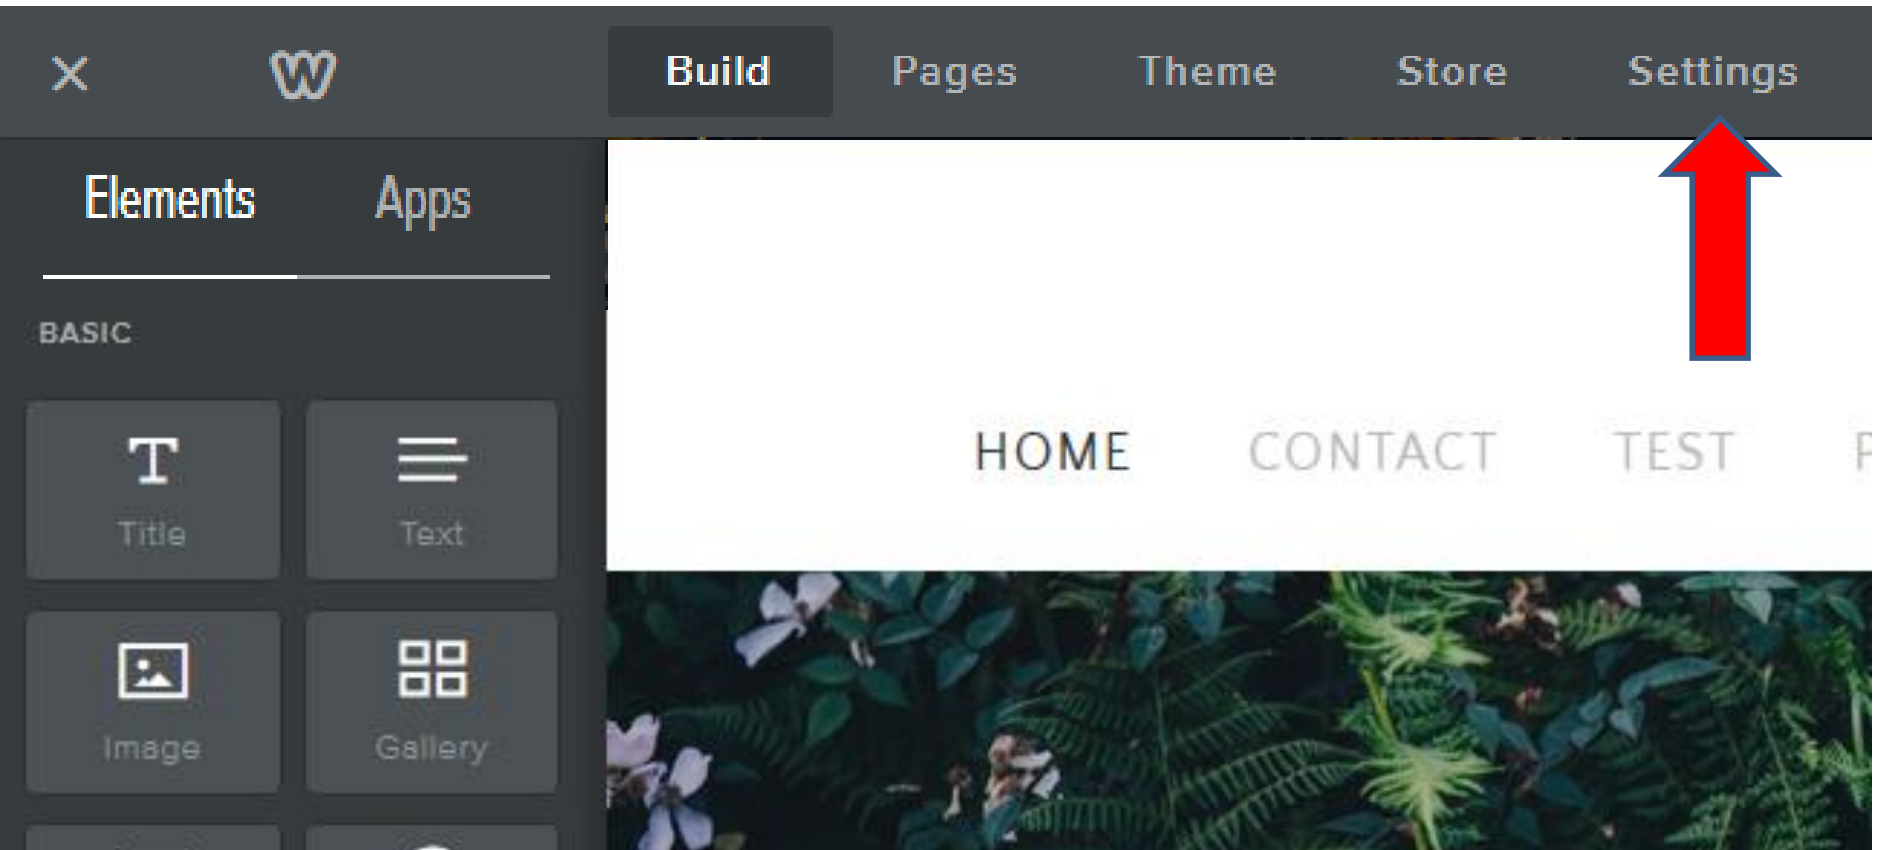 Build Pages Theme Store Settings
Elements Apps
BASIC
Title Text
Image Gallery
HOME CONTACT TEST